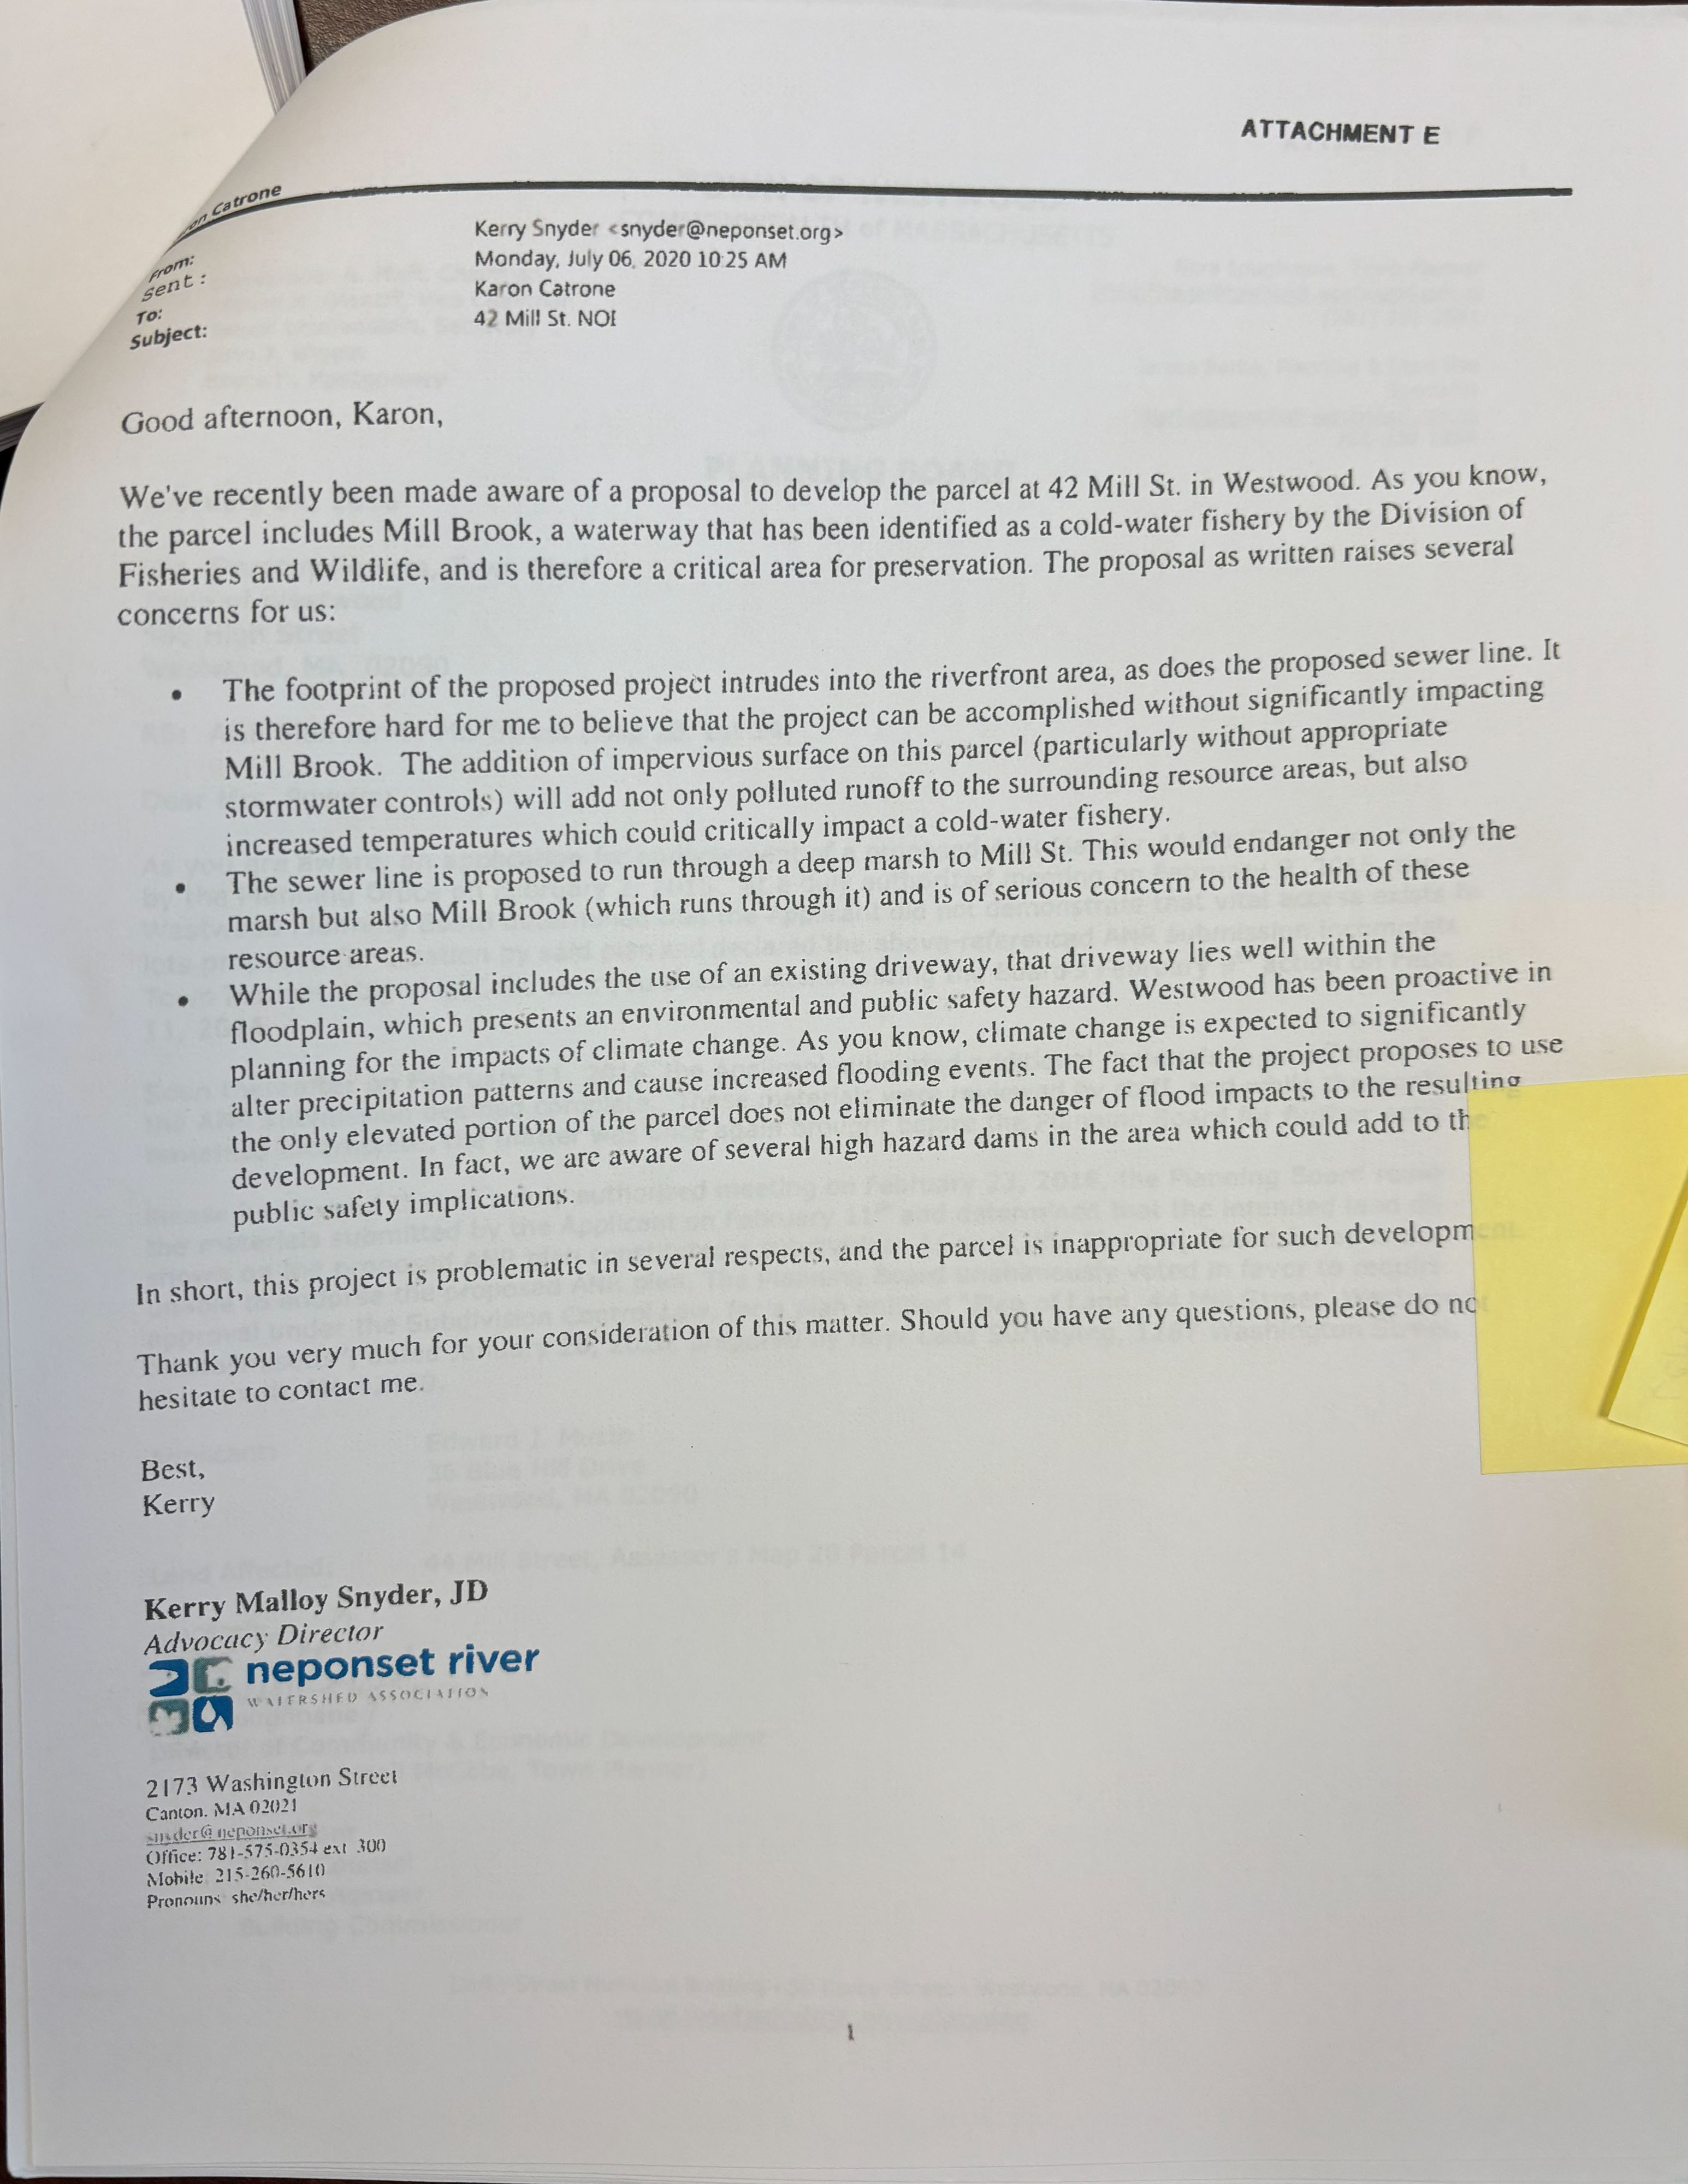 ATTACHMENT E
Catrone
From: Kerry Snyder <snyder@neponset.org>
Sent: Monday, July 06, 2020 10:25 AM
To: Karon Catrone
Subject: 42 Mill St. NOI
Good afternoon, Karon,
We've recently been made aware of a proposal to develop the parcel at 42 Mill St. in Westwood. As you know,
the parcel includes Mill Brook, a waterway that has been identified as a cold-water fishery by the Division of
Fisheries and Wildlife, and is therefore a critical area for preservation. The proposal as written raises several
concerns for us:
• The footprint of the proposed project intrudes into the riverfront area, as does the proposed sewer line. It
is therefore hard for me to believe that the project can be accomplished without significantly impacting
Mill Brook. The addition of impervious surface on this parcel (particularly without appropriate
stormwater controls) will add not only polluted runoff to the surrounding resource areas, but also
increased temperatures which could critically impact a cold-water fishery.
• The sewer line is proposed to run through a deep marsh to Mill St. This would endanger not only the
marsh but also Mill Brook (which runs through it) and is of serious concern to the health of these
resource areas.
• While the proposal includes the use of an existing driveway, that driveway lies well within the
floodplain, which presents an environmental and public safety hazard. Westwood has been proactive in
planning for the impacts of climate change. As you know, climate change is expected to significantly
alter precipitation patterns and cause increased flooding events. The fact that the project proposes to use
the only elevated portion of the parcel does not eliminate the danger of flood impacts to the resulting
development. In fact, we are aware of several high hazard dams in the area which could add to the
public safety implications.
In short, this project is problematic in several respects, and the parcel is inappropriate for such development.
Thank you very much for your consideration of this matter. Should you have any questions, please do not
hesitate to contact me.
Best,
Kerry
Kerry Malloy Snyder, JD
Advocacy Director
neponset river
WATERSHED ASSOCIATION
2173 Washington Street
Canton, MA 02021
snyder@neponset.org
Office: 781-575-0354 ext 300
Mobile 215-260-5610
Pronouns she/her/hers
1